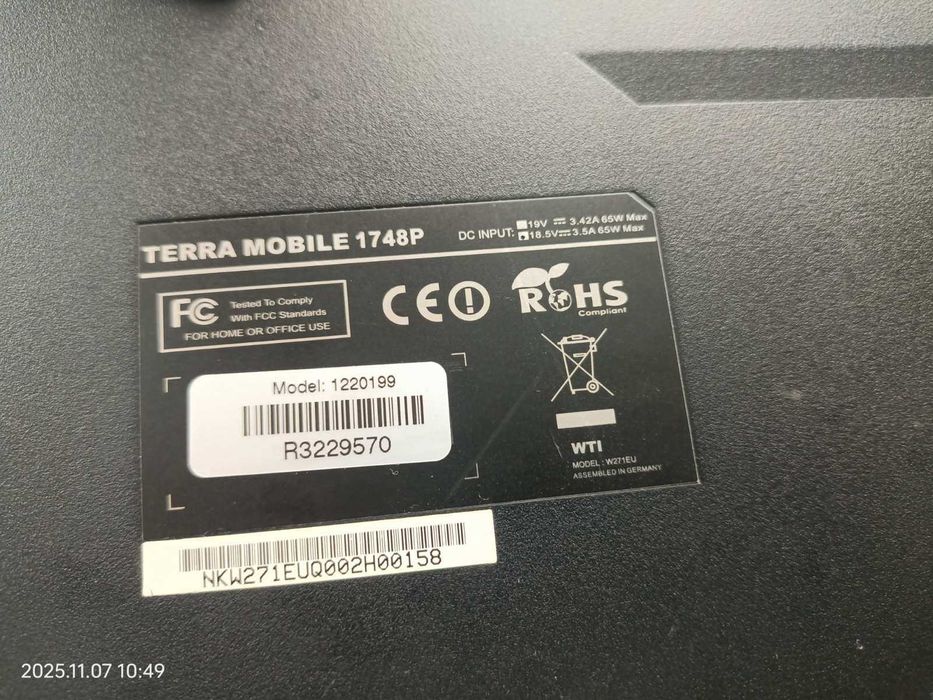 TERRA MOBILE 1748P
DC INPUT: 19V 3.42A 65W Max
18.5V 3.5A 65W Max
FC Tested To Comply
With FCC Standards
FOR HOME OR OFFICE USE
CE
RoHS
Compliant
Model: 1220199
R3229570
WTI
MODEL : W271EU
ASSEMBLED IN GERMANY
NKW271EUQ002H00158
2025.11.07 10:49